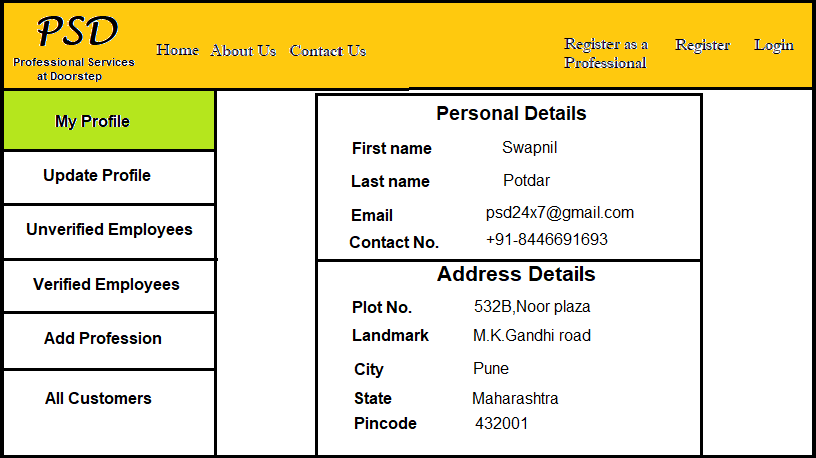 PSD
Professional Services
at Doorstep
Home About Us Contact Us
Register as a
Professional
Register
Login
My Profile
Update Profile
Unverified Employees
Verified Employees
Add Profession
All Customers
Personal Details
First name Swapnil
Last name Potdar
Email psd24x7@gmail.com
Contact No. +91-8446691693
Address Details
Plot No. 532B,Noor plaza
Landmark M.K.Gandhi road
City Pune
State Maharashtra
Pincode 432001